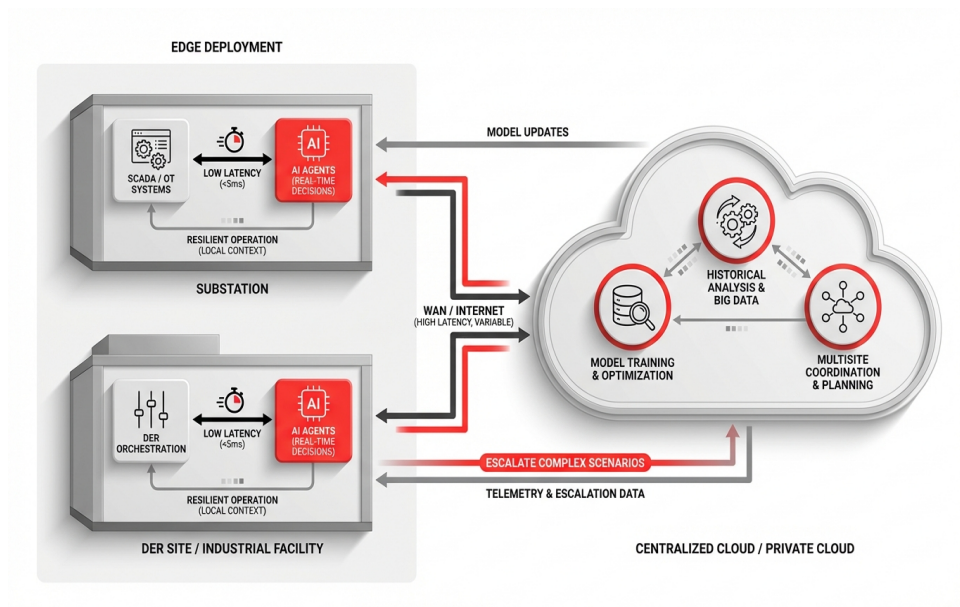 EDGE DEPLOYMENT
SCADA / OT
SYSTEMS
LOW LATENCY
(<5ms)
AI
AI AGENTS
(REAL-TIME
DECISIONS)
RESILIENT OPERATION
(LOCAL CONTEXT)
SUBSTATION
DER
ORCHESTRATION
LOW LATENCY
(<5ms)
AI
AI AGENTS
(REAL-TIME
DECISIONS)
RESILIENT OPERATION
(LOCAL CONTEXT)
DER SITE / INDUSTRIAL FACILITY
MODEL UPDATES
WAN / INTERNET
(HIGH LATENCY, VARIABLE)
ESCALATE COMPLEX SCENARIOS
TELEMETRY & ESCALATION DATA
HISTORICAL
ANALYSIS &
BIG DATA
MODEL TRAINING
& OPTIMIZATION
MULTISITE
COORDINATION
& PLANNING
CENTRALIZED CLOUD / PRIVATE CLOUD